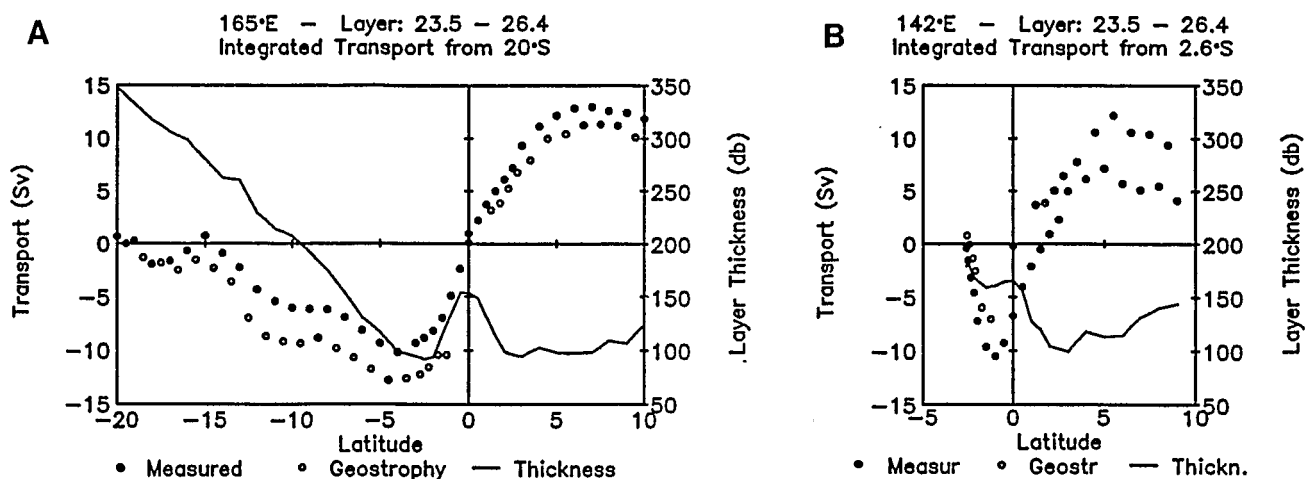 A
165°E — Layer: 23.5 — 26.4
Integrated Transport from 20°S
Transport (Sv)
15
10
5
0
−5
−10
−15
350
300
250
200
150
100
50
Layer Thickness (db)
−20 −15 −10 −5 0 5 10
Latitude
Measured Geostrophy Thickness
B
142°E — Layer: 23.5 — 26.4
Integrated Transport from 2.6°S
Transport (Sv)
15
10
5
0
−5
−10
−15
350
300
250
200
150
100
50
Layer Thickness (db)
−5 0 5 10
Latitude
Measur Geostr Thickn.